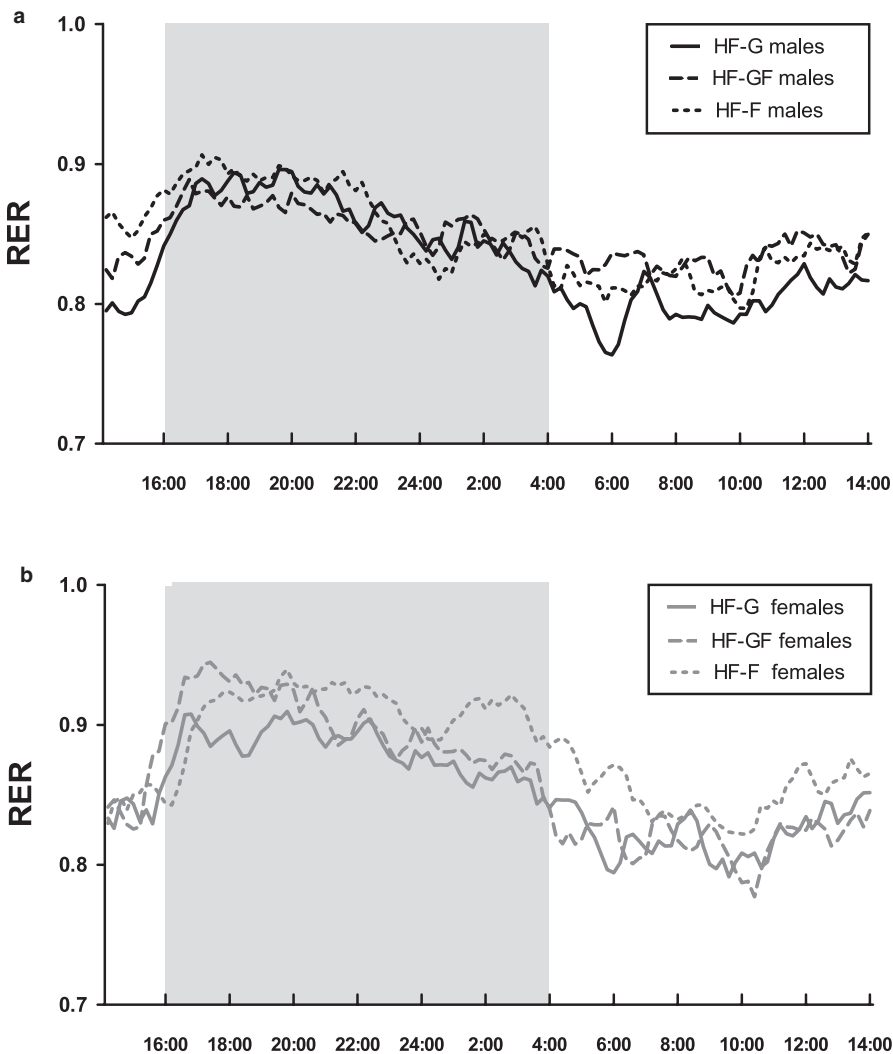 a
1.0
0.9
0.8
0.7
RER
HF-G males
HF-GF males
HF-F males
16:00 18:00 20:00 22:00 24:00 2:00 4:00 6:00 8:00 10:00 12:00 14:00
b
1.0
0.9
0.8
0.7
RER
HF-G females
HF-GF females
HF-F females
16:00 18:00 20:00 22:00 24:00 2:00 4:00 6:00 8:00 10:00 12:00 14:00